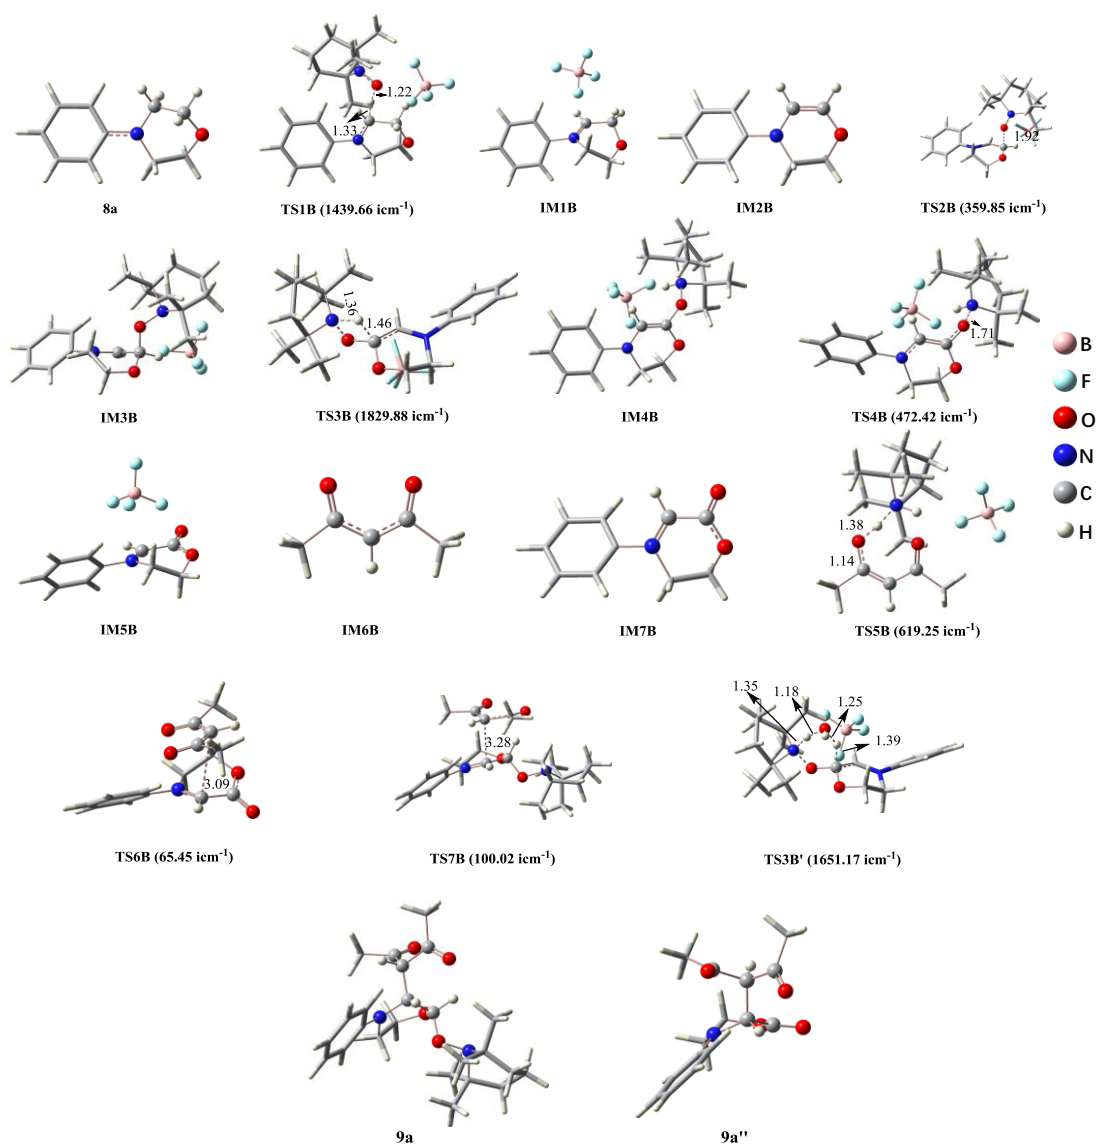 1.22
1.33
1.92
8a
TS1B (1439.66 icm-1)
IM1B
IM2B
TS2B (359.85 icm-1)
1.36
1.46
1.71
IM3B
TS3B (1829.88 icm-1)
IM4B
TS4B (472.42 icm-1)
B
F
O
N
C
H
1.38
1.14
IM5B
IM6B
IM7B
TS5B (619.25 icm-1)
3.09
3.28
1.35
1.18
1.25
1.39
TS6B (65.45 icm-1)
TS7B (100.02 icm-1)
TS3B' (1651.17 icm-1)
9a
9a''